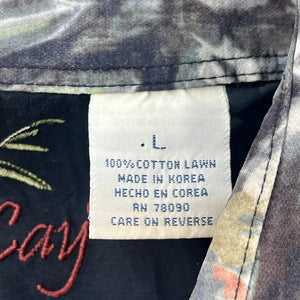 L
100% COTTON LAWN
MADE IN KOREA
HECHO EN COREA
RN 78090
CARE ON REVERSE
Cay